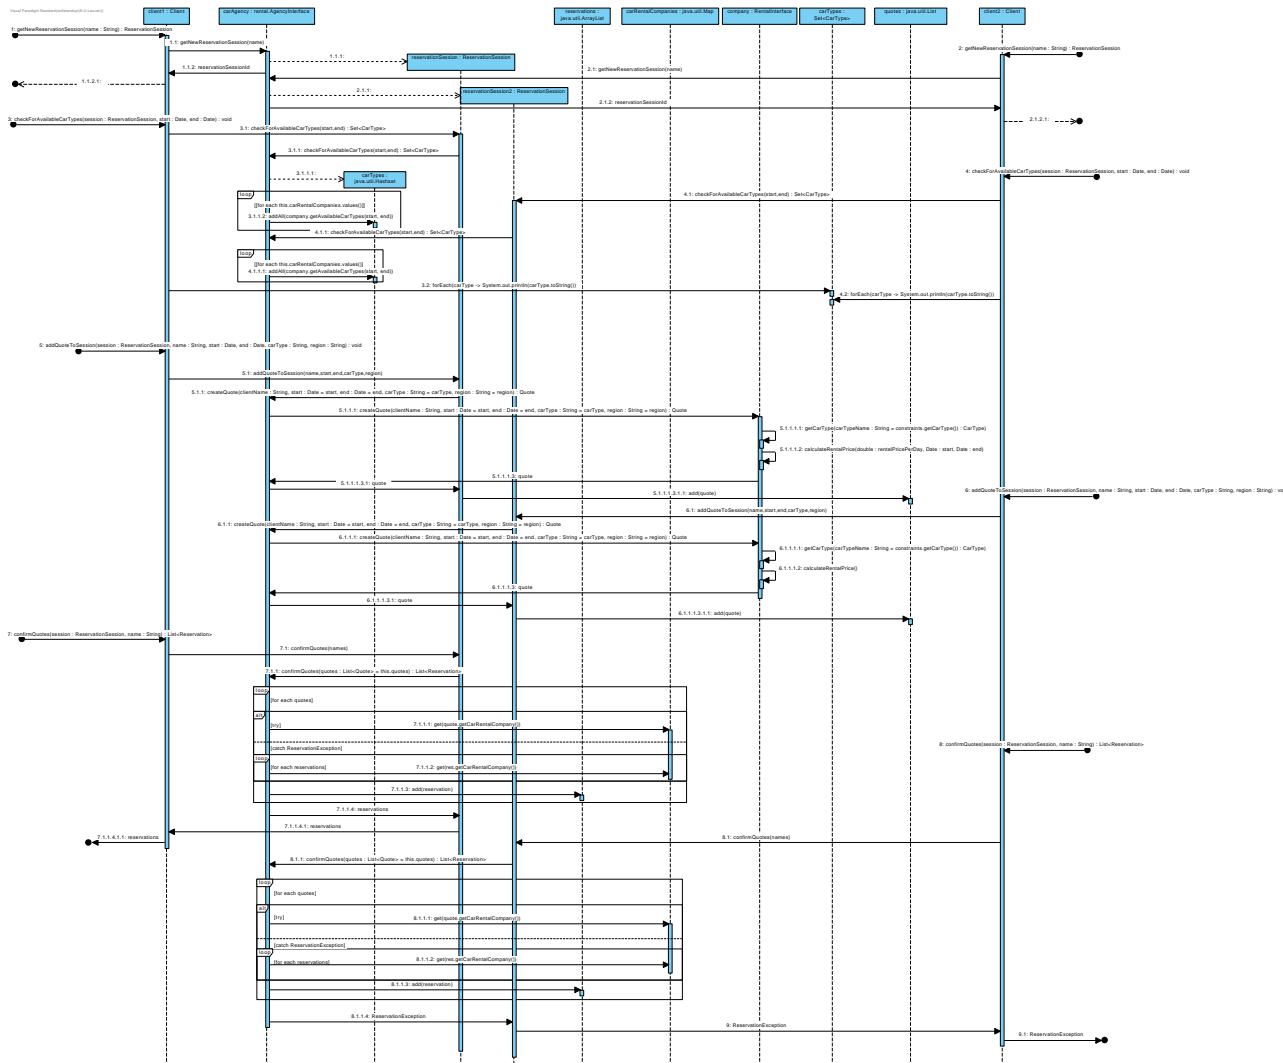 client1 : Client
carAgency : rental.AgencyInterface
reservations :
java.util.ArrayList
carRentalCompanies : java.util.Map
company : RentalInterface
carTypes :
Set<CarType>
quotes : java.util.List
client2 : Client
1: getNewReservationSession(name : String) : ReservationSession
1.1: getNewReservationSession(name)
2: getNewReservationSession(name : String) : ReservationSession
1.1.1:
reservationSession : ReservationSession
1.1.2: reservationSessionId
2.1: getNewReservationSession(name)
1.1.2.1:
2.1.1:
reservationSession2 : ReservationSession
2.1.2: reservationSessionId
3: checkForAvailableCarTypes(session : ReservationSession, start : Date, end : Date) : void
2.1.2.1:
3.1: checkForAvailableCarTypes(start,end) : Set<CarType>
3.1.1: checkForAvailableCarTypes(start,end) : Set<CarType>
4: checkForAvailableCarTypes(session : ReservationSession, start : Date, end : Date) : void
3.1.1.1:
carTypes :
java.util.Hashset
loop
4.1: checkForAvailableCarTypes(start,end) : Set<CarType>
[[for each this.carRentalCompanies.values()]]
3.1.1.2: addAll(company.getAvailableCarTypes(start, end))
4.1.1: checkForAvailableCarTypes(start,end) : Set<CarType>
loop
[[for each this.carRentalCompanies.values()]]
4.1.1.1: addAll(company.getAvailableCarTypes(start, end))
3.2: forEach(carType -> System.out.println(carType.toString())
4.2: forEach(carType -> System.out.println(carType.toString())
5: addQuoteToSession(session : ReservationSession, name : String, start : Date, end : Date, carType : String, region : String) : void
5.1: addQuoteToSession(name,start,end,carType,region)
5.1.1: createQuote(clientName : String, start : Date = start, end : Date = end, carType : String = carType, region : String = region) : Quote
5.1.1.1: createQuote(clientName : String, start : Date = start, end : Date = end, carType : String = carType, region : String = region) : Quote
5.1.1.1.1: getCarType(carTypeName : String = constraints.getCarType()) : CarType)
5.1.1.1.2: calculateRentalPrice(double : rentalPricePerDay, Date : start, Date : end)
5.1.1.1.3: quote
5.1.1.1.3.1: quote
5.1.1.1.3.1.1: add(quote)
6: addQuoteToSession(session : ReservationSession, name : String, start : Date, end : Date, carType : String, region : String) : vo
6.1: addQuoteToSession(name,start,end,carType,region)
6.1.1: createQuote(clientName : String, start : Date = start, end : Date = end, carType : String = carType, region : String = region) : Quote
6.1.1.1: createQuote(clientName : String, start : Date = start, end : Date = end, carType : String = carType, region : String = region) : Quote
6.1.1.1.1: getCarType(carTypeName : String = constraints.getCarType()) : CarType)
6.1.1.1.2: calculateRentalPrice()
6.1.1.1.3: quote
6.1.1.1.3.1: quote
6.1.1.1.3.1.1: add(quote)
7: confirmQuotes(session : ReservationSession, name : String) : List<Reservation>
7.1: confirmQuotes(names)
7.1.1: confirmQuotes(quotes : List<Quote> = this.quotes) : List<Reservation>
loop
[for each quotes]
alt
[try]
7.1.1.1: get(quote.getCarRentalCompany())
[catch ReservationException]
8: confirmQuotes(session : ReservationSession, name : String) : List<Reservation>
loop
[for each reservations]
7.1.1.2: get(res.getCarRentalCompany())
7.1.1.3: add(reservation)
7.1.1.4: reservations
7.1.1.4.1: reservations
7.1.1.4.1.1: reservations
8.1: confirmQuotes(names)
8.1.1: confirmQuotes(quotes : List<Quote> = this.quotes) : List<Reservation>
loop
[for each quotes]
alt
[try]
8.1.1.1: get(quote.getCarRentalCompany())
[catch ReservationException]
loop
[for each reservations]
8.1.1.2: get(res.getCarRentalCompany())
8.1.1.3: add(reservation)
8.1.1.4: ReservationException
9: ReservationException
9.1: ReservationException